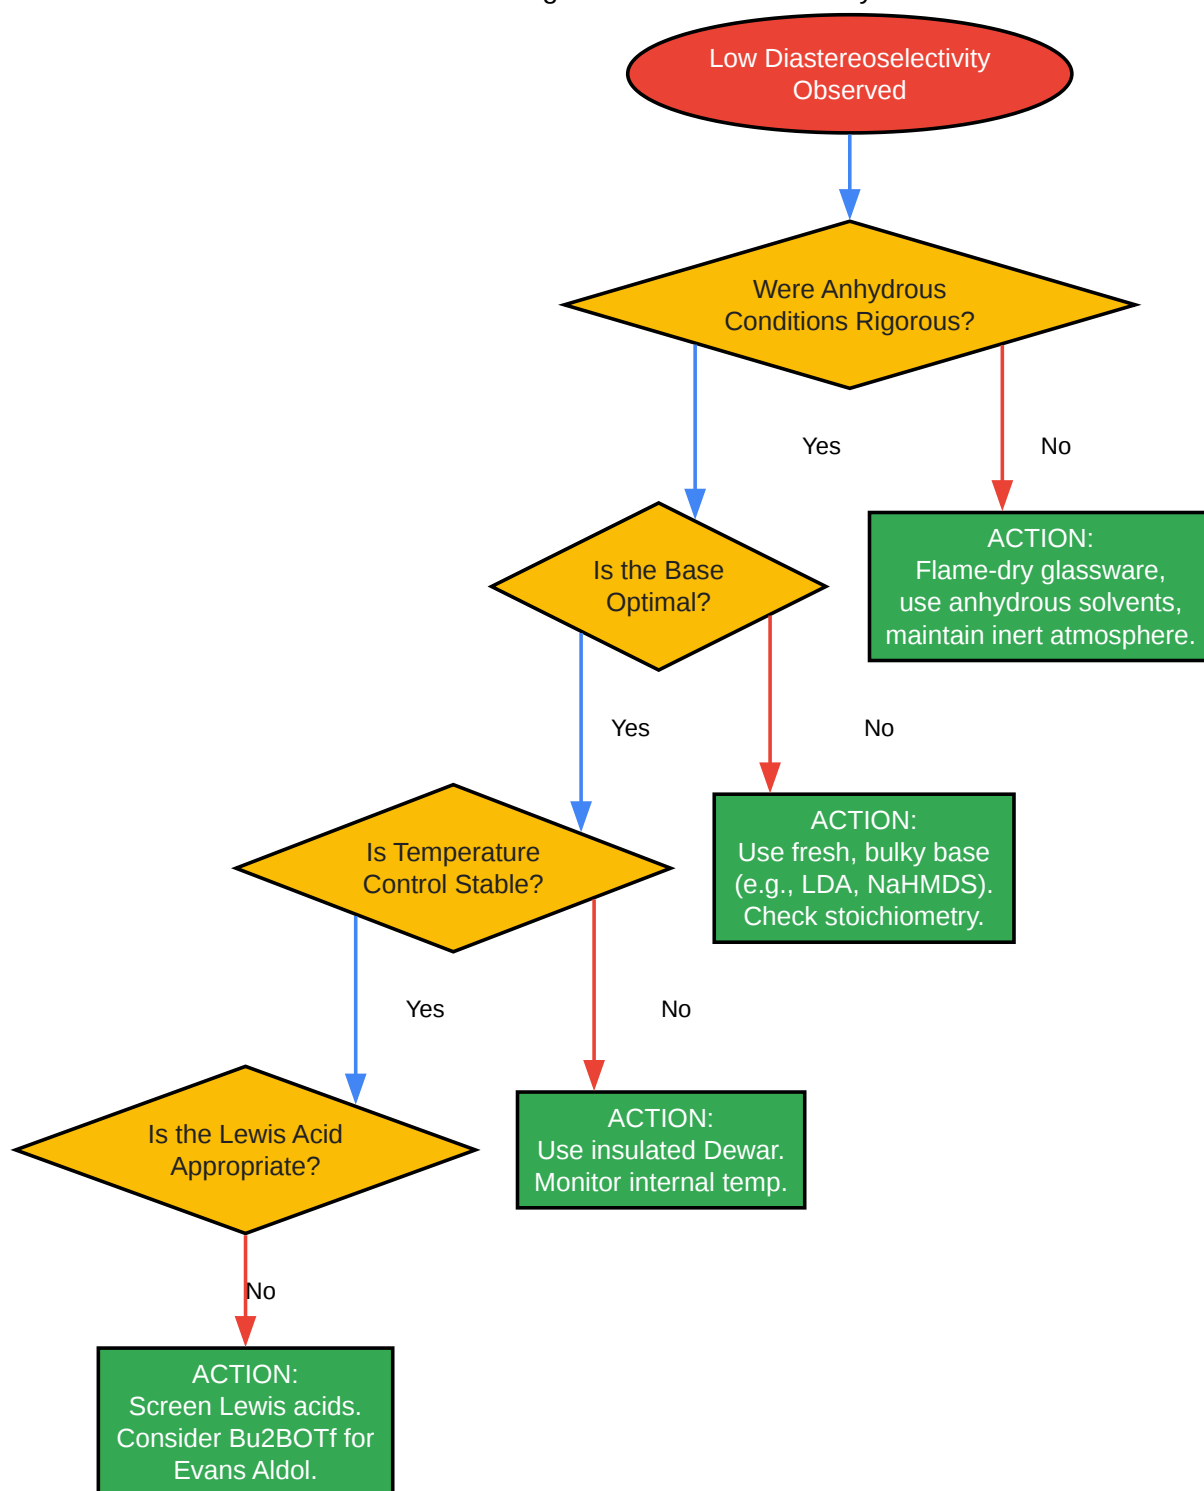 Low Diastereoselectivity
Observed
Were Anhydrous
Conditions Rigorous?
Yes
No
ACTION:
Flame-dry glassware,
use anhydrous solvents,
maintain inert atmosphere.
Is the Base
Optimal?
Yes
No
ACTION:
Use fresh, bulky base
(e.g., LDA, NaHMDS).
Check stoichiometry.
Is Temperature
Control Stable?
Yes
No
ACTION:
Use insulated Dewar.
Monitor internal temp.
Is the Lewis Acid
Appropriate?
No
ACTION:
Screen Lewis acids.
Consider Bu2BOTf for
Evans Aldol.